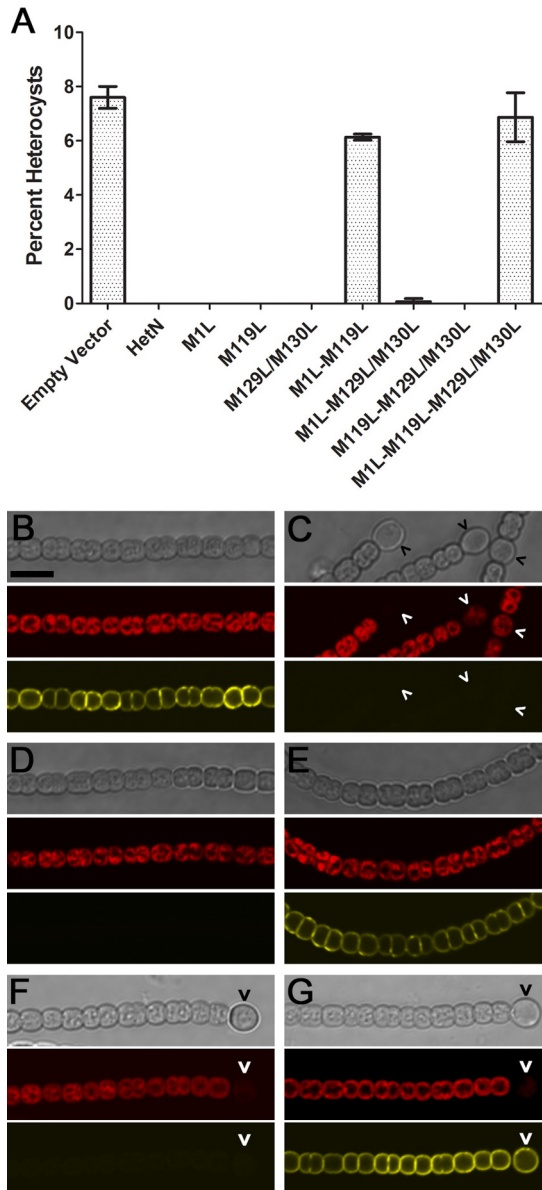 A
Percent Heterocysts
10
8
6
4
2
0
Empty Vector
HetN
M1L
M119L
M129L/M130L
M1L-M119L
M1L-M129L/M130L
M119L-M129L/M130L
M1L-M119L-M129L/M130L
B
C
D
E
F
G